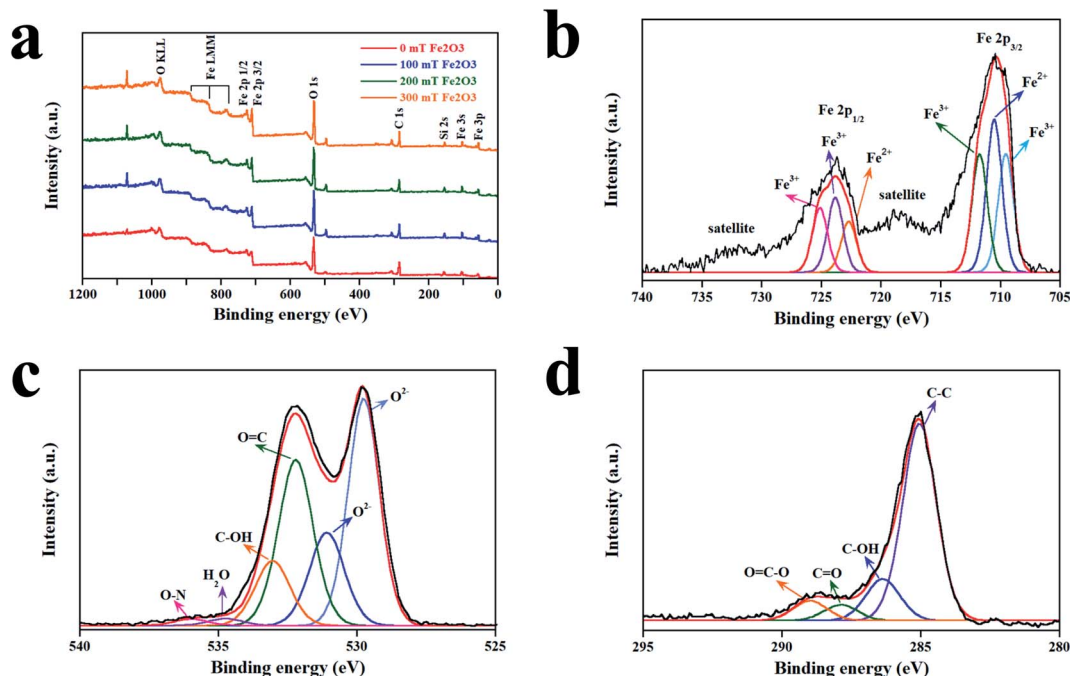 a
Intensity (a.u.)
O KLL
Fe LMM
Fe 2p 1/2
Fe 2p 3/2
O 1s
C 1s
Si 2s
Fe 3s
Fe 3p
0 mT Fe2O3
100 mT Fe2O3
200 mT Fe2O3
300 mT Fe2O3
1200 1000 800 600 400 200 0
Binding energy (eV)
b
Intensity (a.u.)
Fe 2p3/2
Fe2+
Fe3+
Fe3+
Fe 2p1/2
Fe3+
Fe2+
Fe3+
satellite
satellite
740 735 730 725 720 715 710 705
Binding energy (eV)
c
Intensity (a.u.)
O2-
O=C
O2-
C-OH
H2O
O-N
540 535 530 525
Binding energy (eV)
d
Intensity (a.u.)
C-C
C-OH
O=C-O
C=O
295 290 285 280
Binding energy (eV)